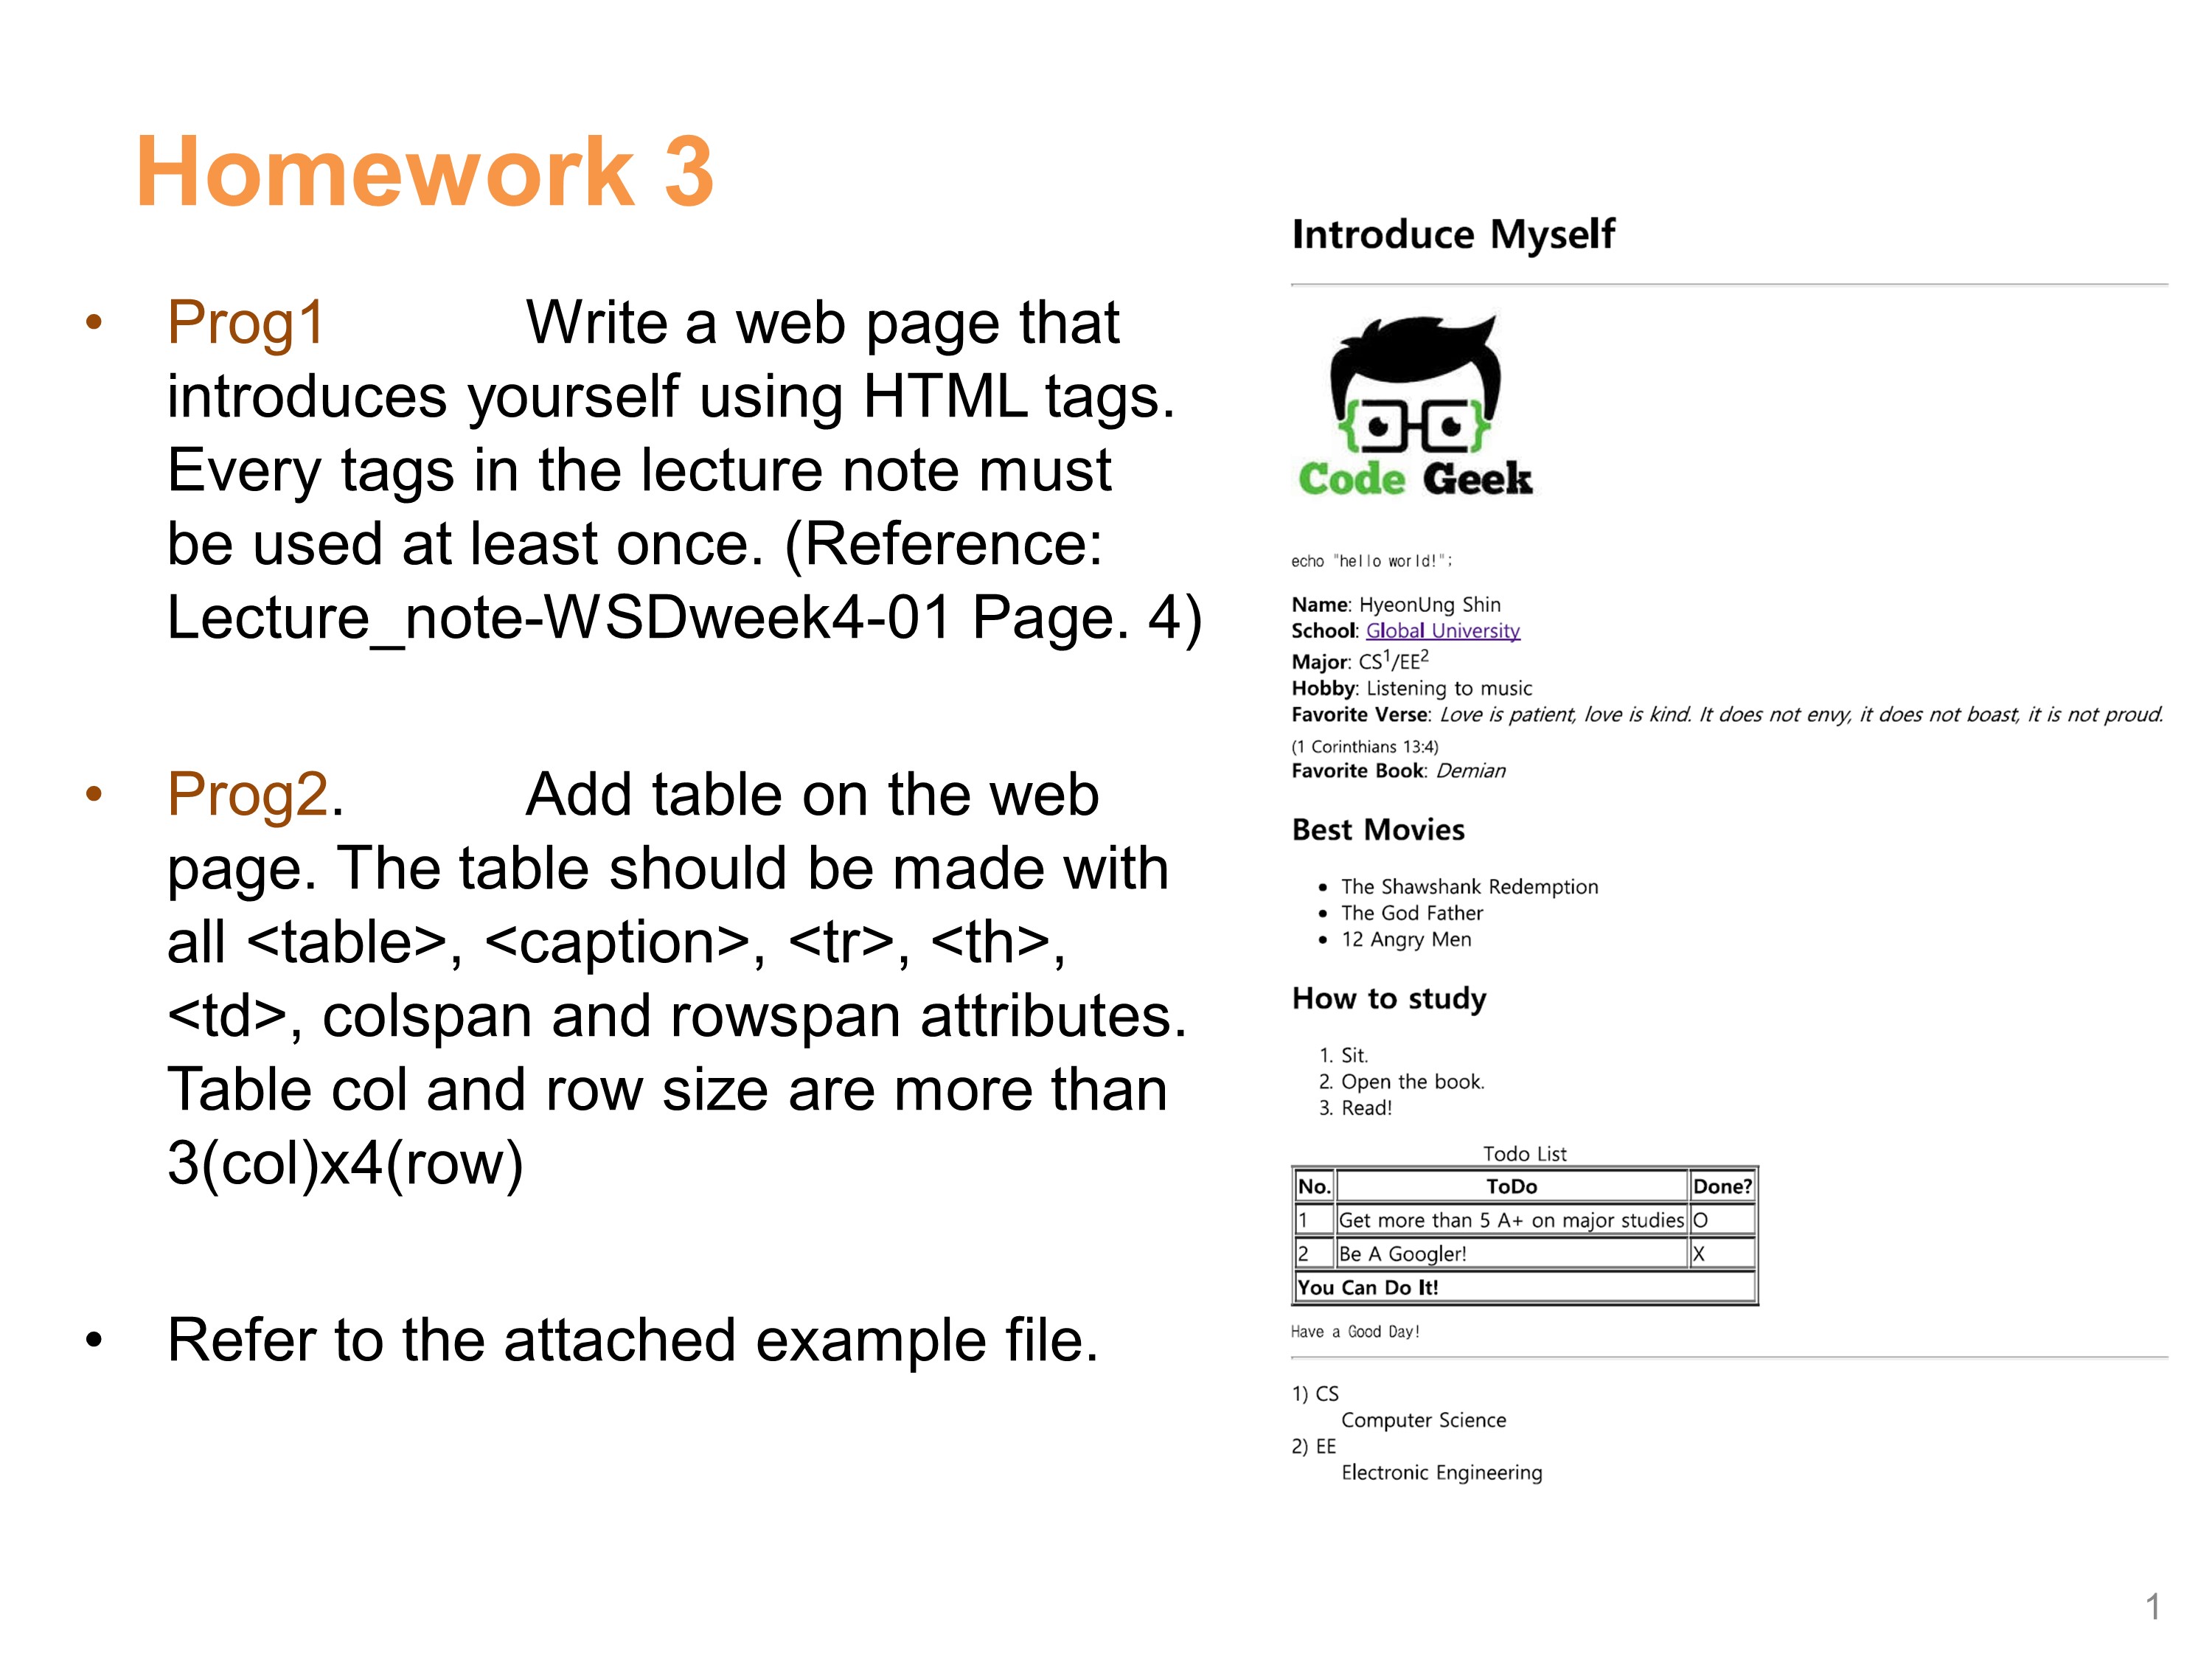 Homework 3
• Prog1 Write a web page that
introduces yourself using HTML tags.
Every tags in the lecture note must
be used at least once. (Reference:
Lecture_note-WSDweek4-01 Page. 4)
• Prog2. Add table on the web
page. The table should be made with
all <table>, <caption>, <tr>, <th>,
<td>, colspan and rowspan attributes.
Table col and row size are more than
3(col)x4(row)
• Refer to the attached example file.
Introduce Myself
Code Geek
echo "hello world!";
Name: HyeonUng Shin
School: Global University
Major: CS1/EE2
Hobby: Listening to music
Favorite Verse: Love is patient, love is kind. It does not envy, it does not boast, it is not proud.
(1 Corinthians 13:4)
Favorite Book: Demian
Best Movies
• The Shawshank Redemption
• The God Father
• 12 Angry Men
How to study
1. Sit.
2. Open the book.
3. Read!
Todo List
No. ToDo Done?
1 Get more than 5 A+ on major studies O
2 Be A Googler! X
You Can Do It!
Have a Good Day!
1) CS
Computer Science
2) EE
Electronic Engineering
1